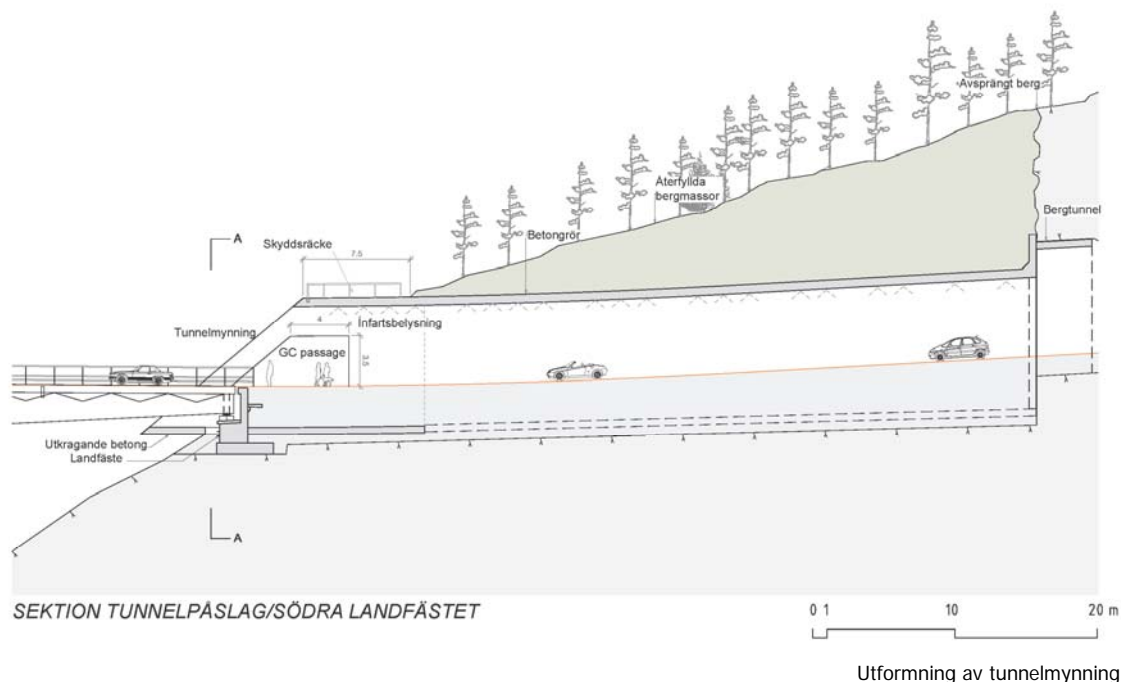 Avsprängt berg
Återfyllda
bergmassor
Bergtunnel
A
Skyddsräcke
7.5
Betongrör
Tunnelmynning
4
Infartsbelysning
GC passage
3.5
Utkragande betong
Landfäste
A
SEKTION TUNNELPÅSLAG/SÖDRA LANDFÄSTET
0 1 10 20 m
Utformning av tunnelmynning